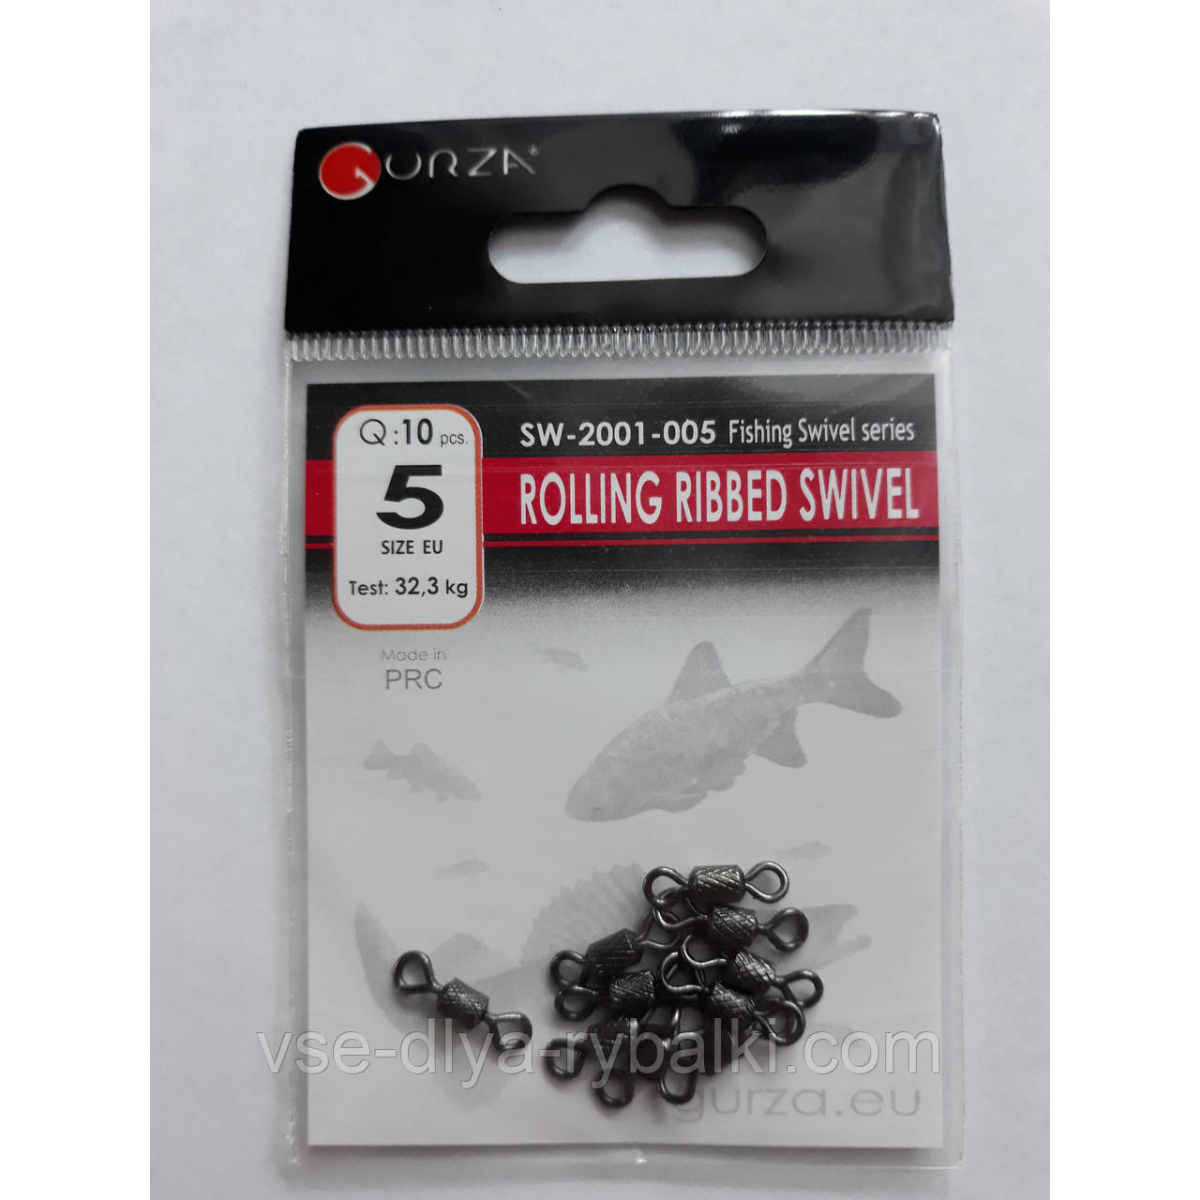 GURZA®
Q:10 pcs.
5
SIZE EU
Test: 32,3 kg
SW-2001-005 Fishing Swivel series
ROLLING RIBBED SWIVEL
Made in
PRC
vse-dlya-rybalki.com
gurza.eu